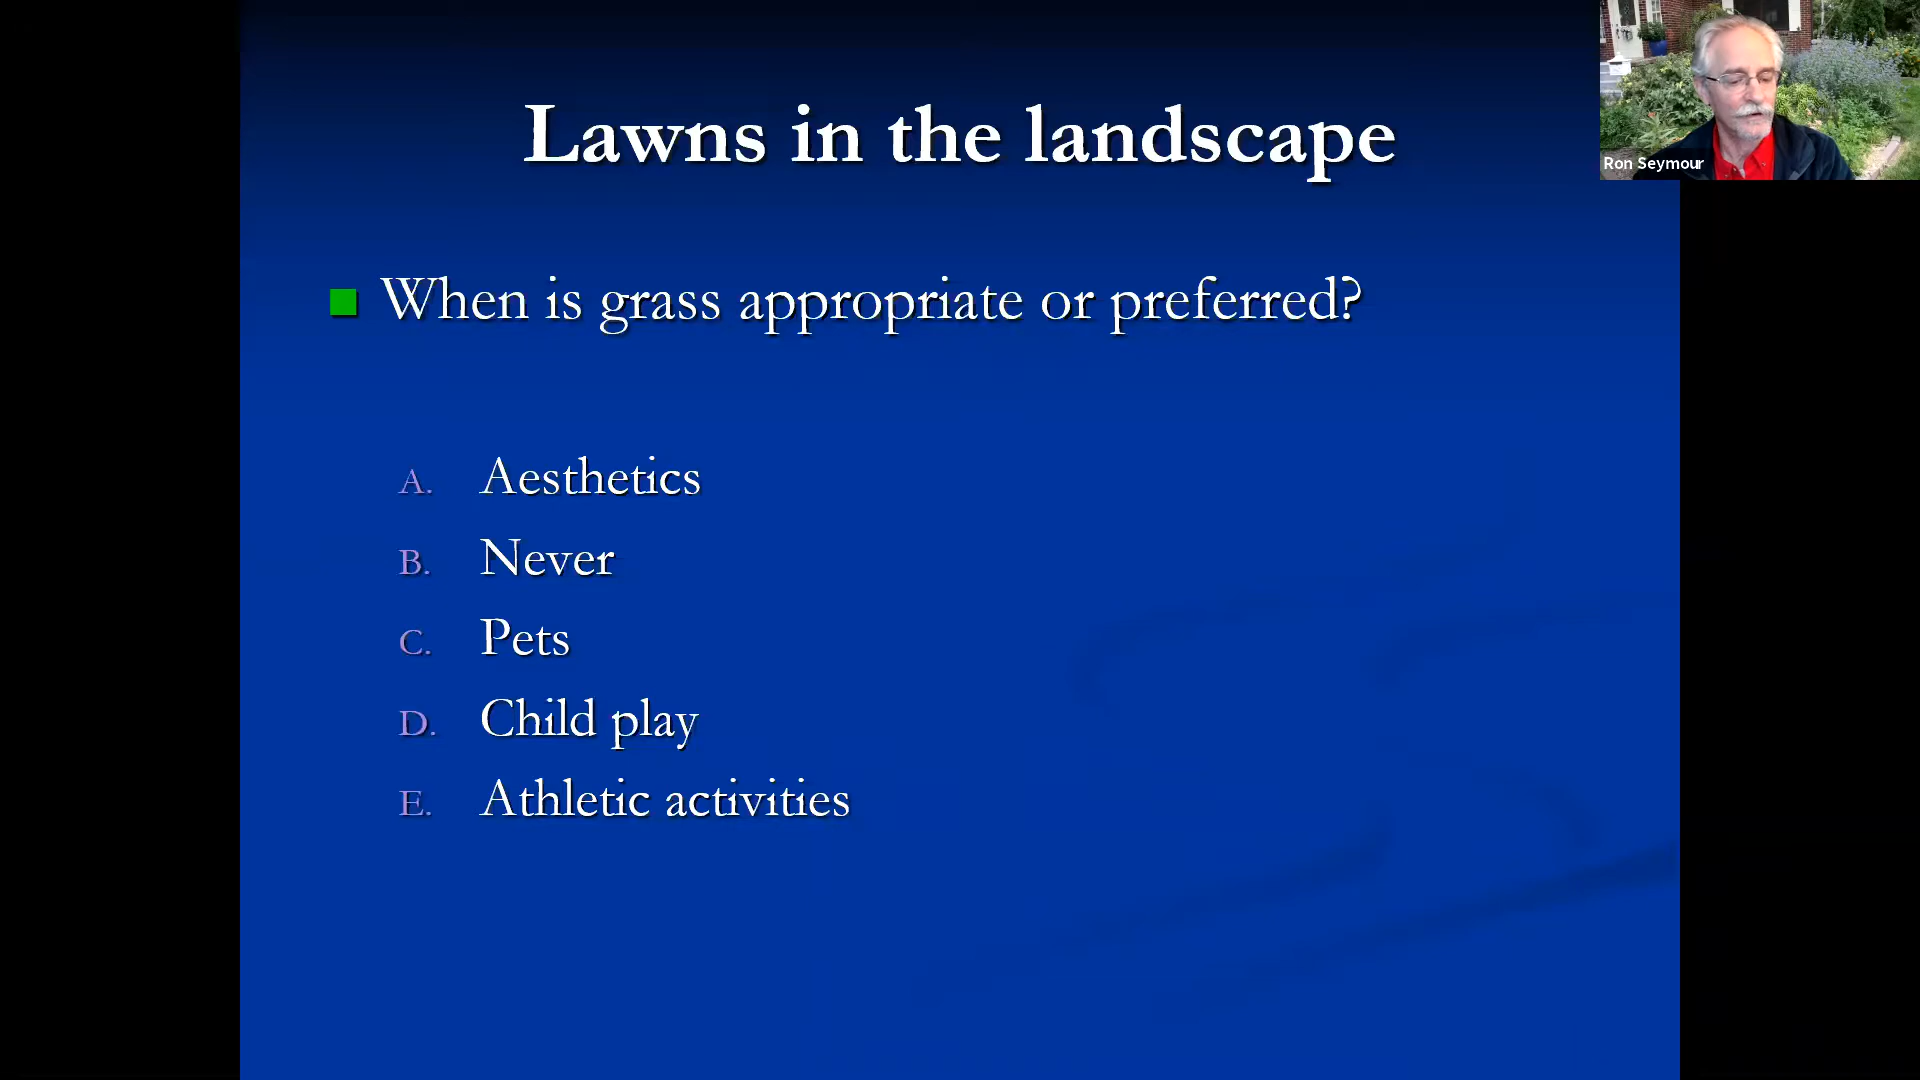 Lawns in the landscape
Ron Seymour
When is grass appropriate or preferred?
A. Aesthetics
B. Never
C. Pets
D. Child play
E. Athletic activities